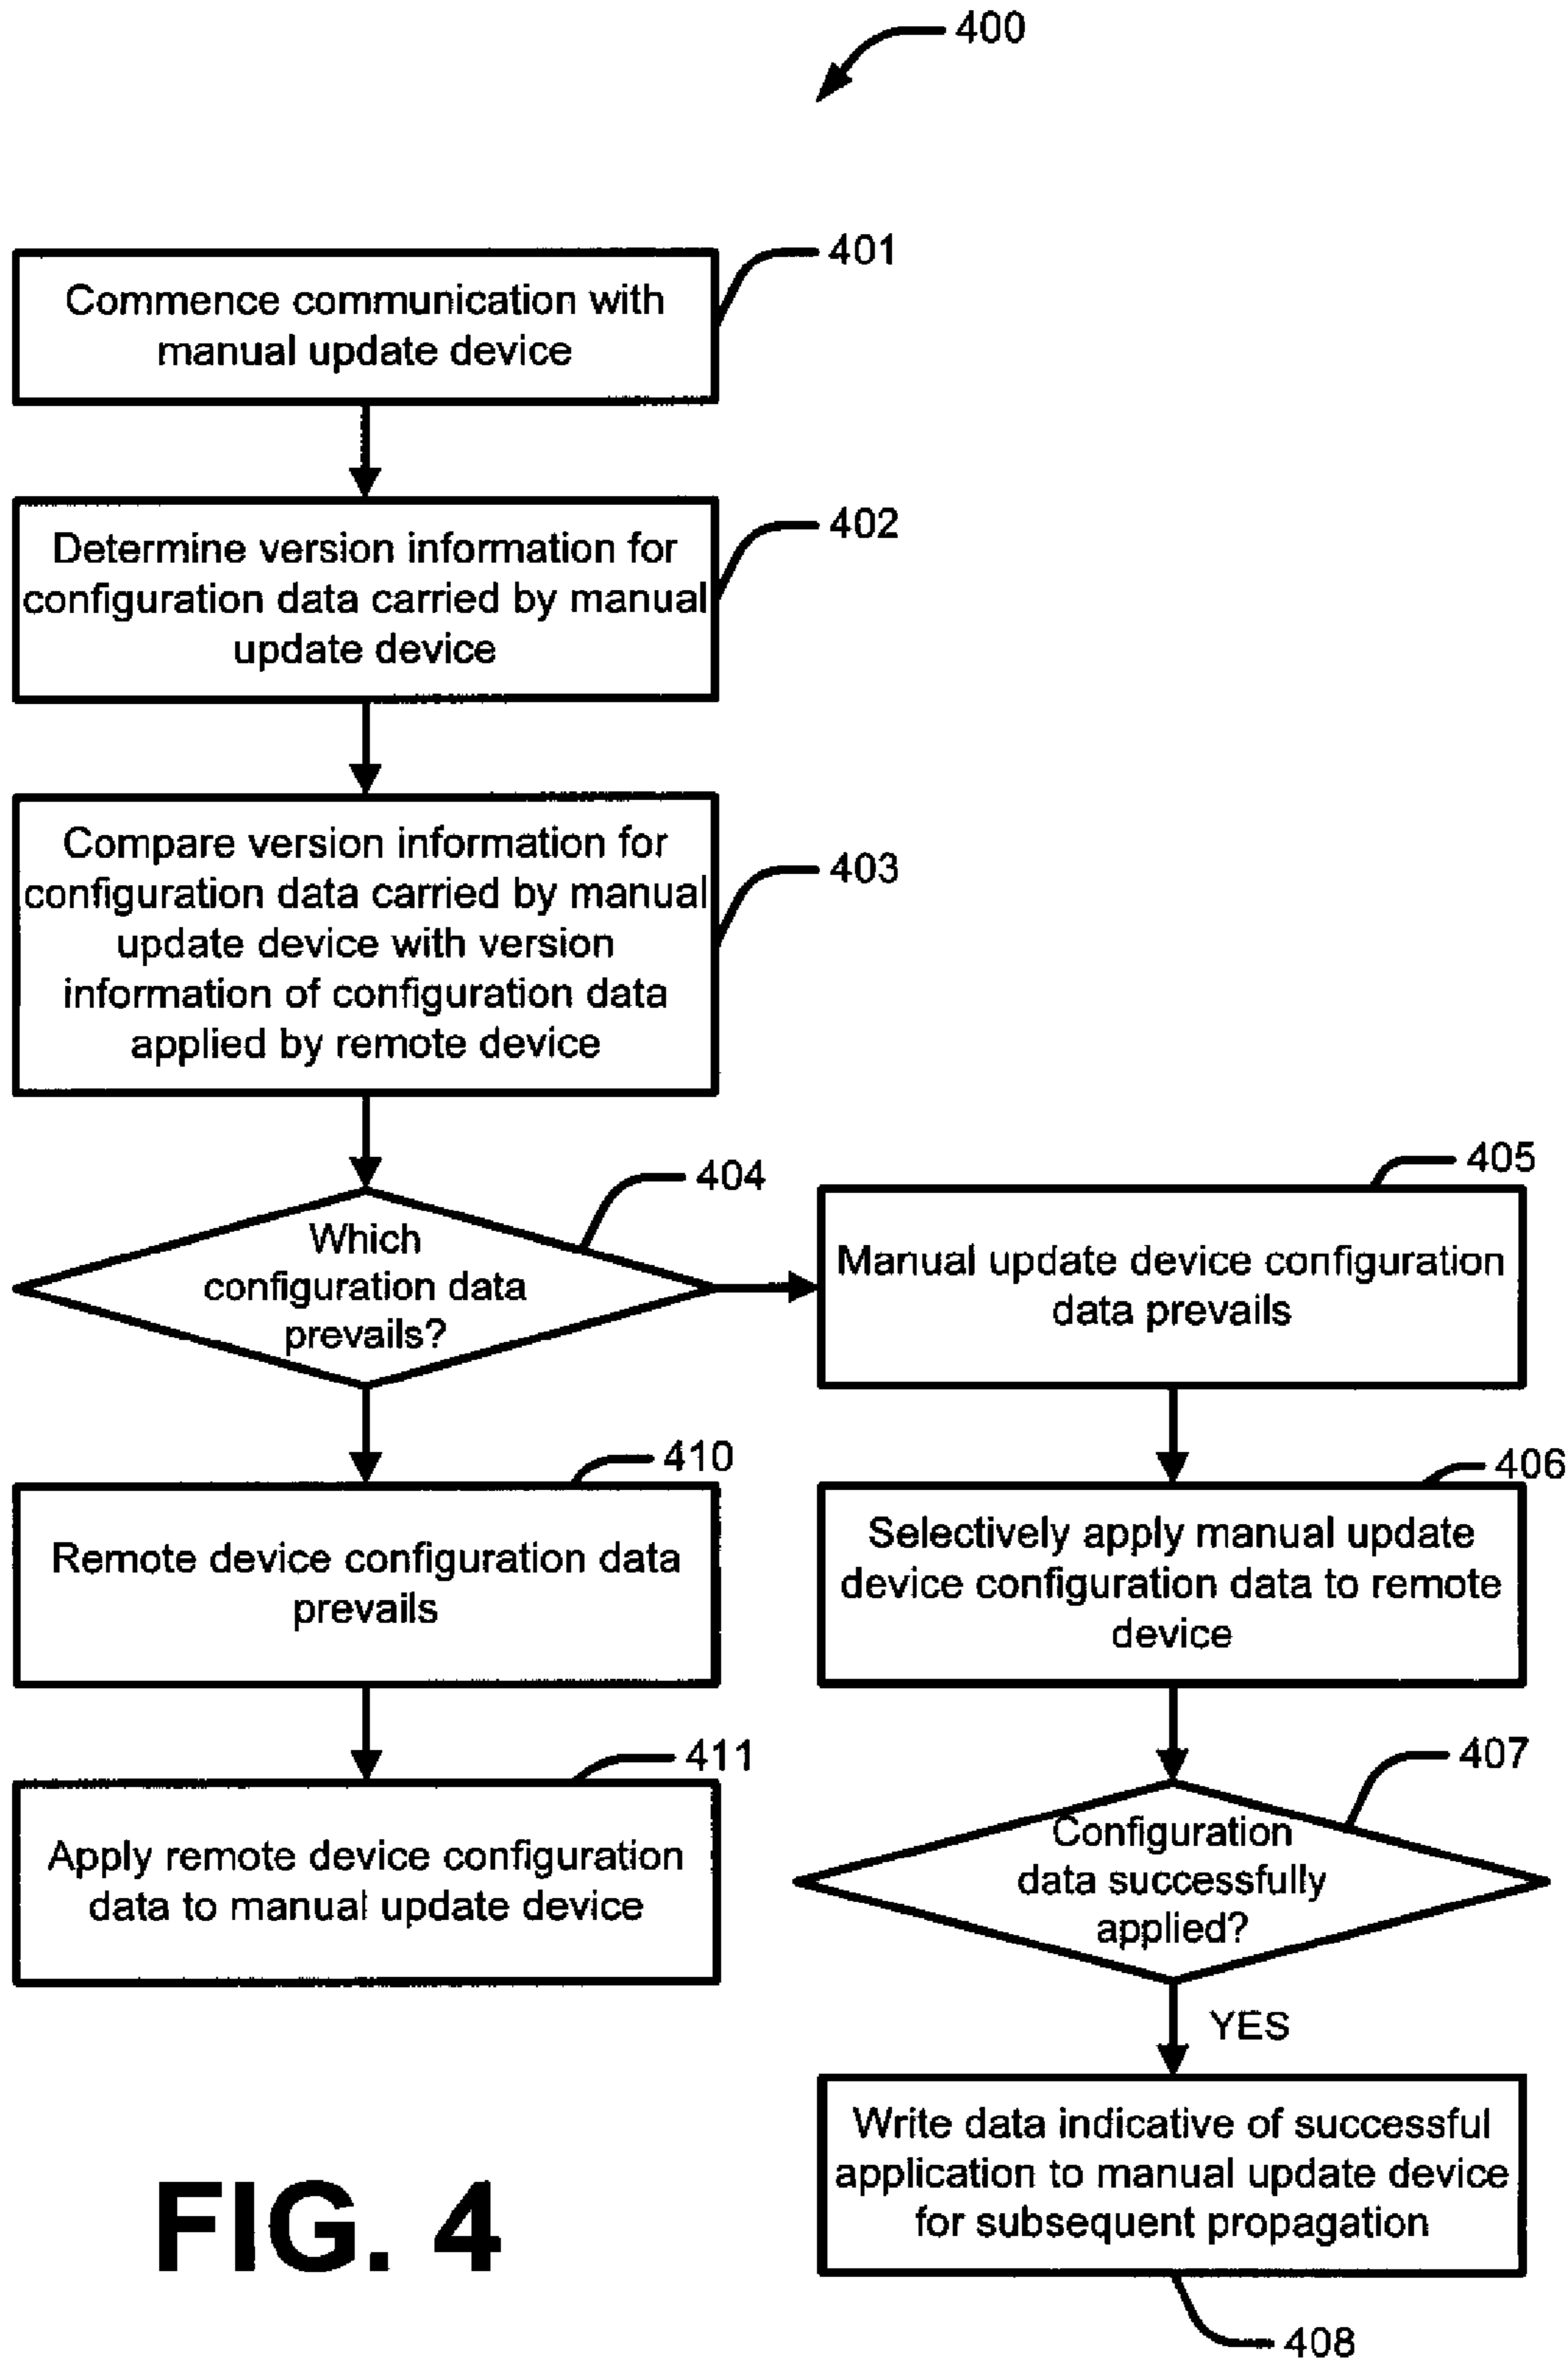 400
401
Commence communication with
manual update device
402
Determine version information for
configuration data carried by manual
update device
403
Compare version information for
configuration data carried by manual
update device with version
information of configuration data
applied by remote device
404
Which
configuration data
prevails?
405
Manual update device configuration
data prevails
410
Remote device configuration data
prevails
406
Selectively apply manual update
device configuration data to remote
device
411
Apply remote device configuration
data to manual update device
407
Configuration
data successfully
applied?
YES
Write data indicative of successful
application to manual update device
for subsequent propagation
408
FIG. 4